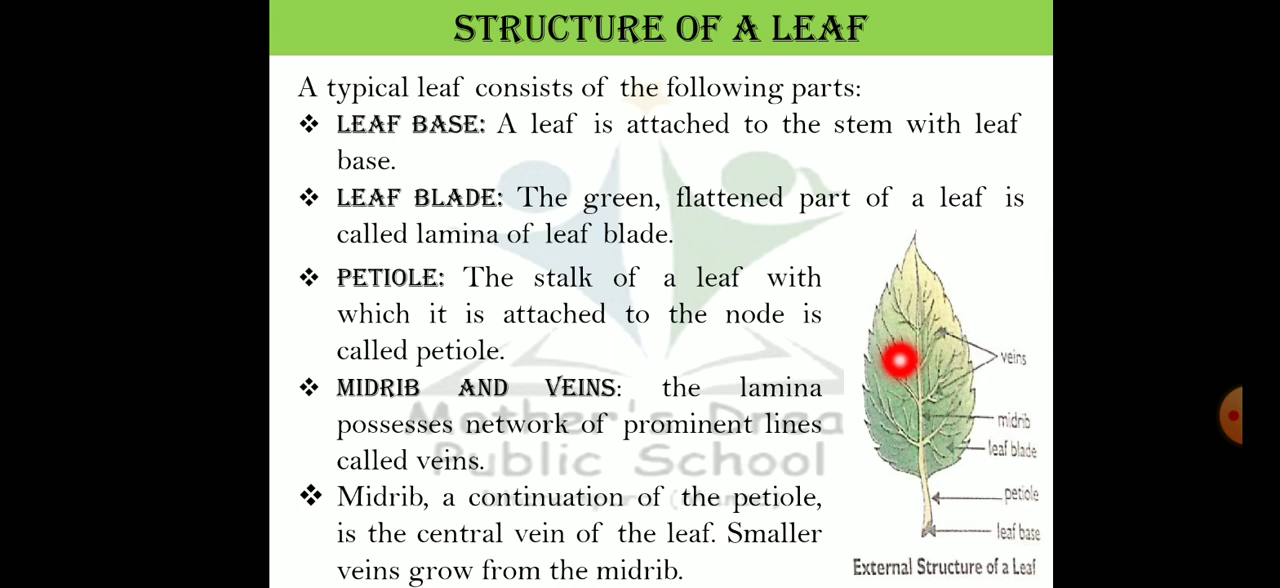 STRUCTURE OF A LEAF
A typical leaf consists of the following parts:
❖ LEAF BASE: A leaf is attached to the stem with leaf
base.
❖ LEAF BLADE: The green, flattened part of a leaf is
called lamina of leaf blade.
❖ PETIOLE: The stalk of a leaf with
which it is attached to the node is
called petiole.
❖ MIDRIB AND VEINS: the lamina
possesses network of prominent lines
called veins.
❖ Midrib, a continuation of the petiole,
is the central vein of the leaf. Smaller
veins grow from the midrib.
veins
midrib
leaf blade
petiole
leaf base
External Structure of a Leaf
Mother's Drea
Public School